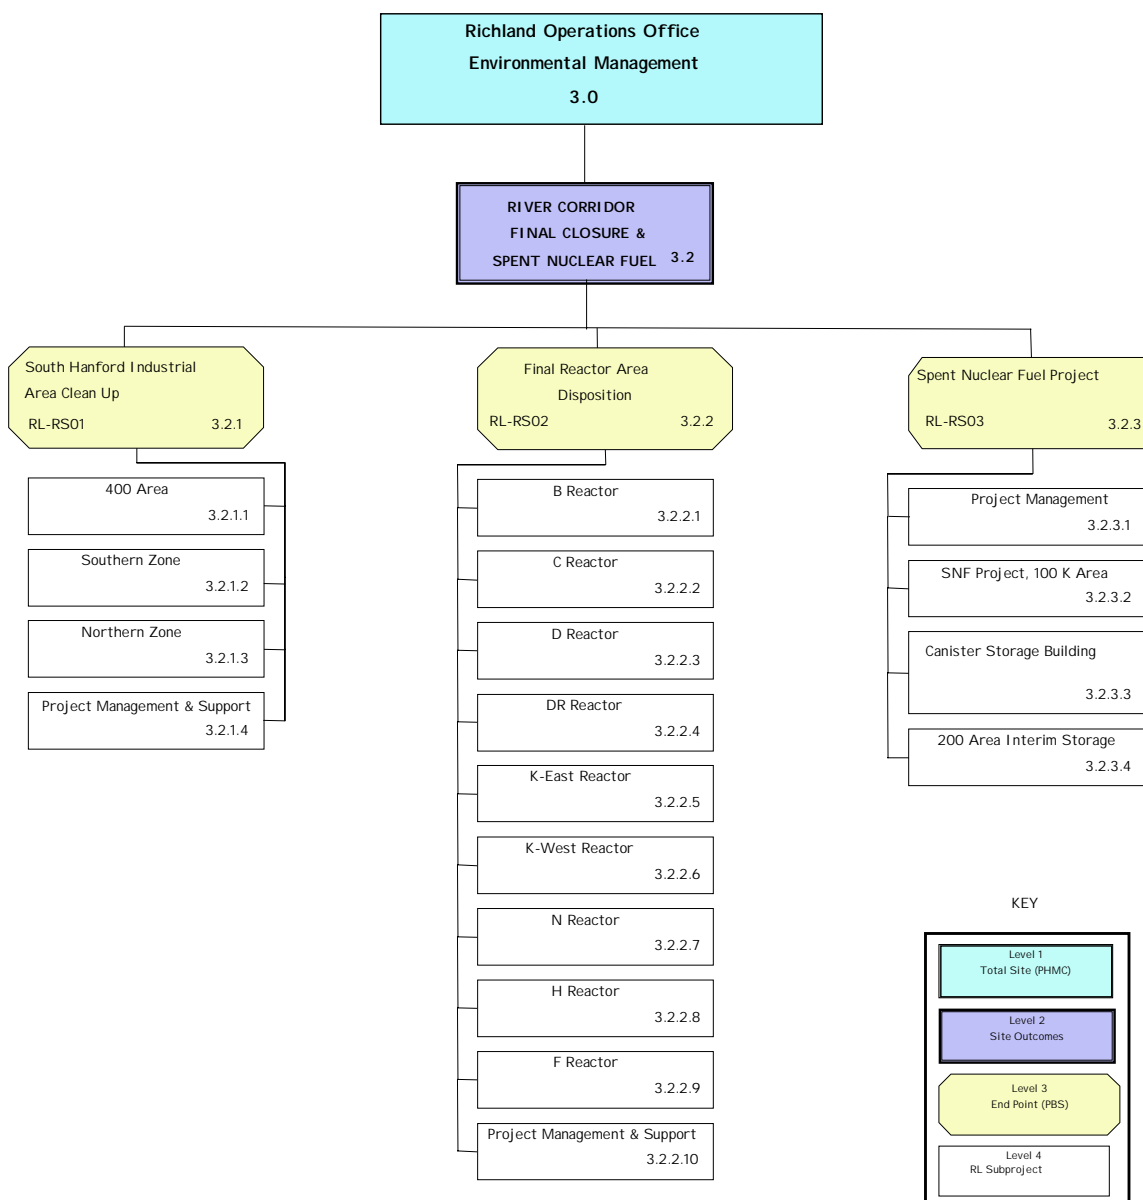 Richland Operations Office
Environmental Management
3.0
RIVER CORRIDOR
FINAL CLOSURE &
SPENT NUCLEAR FUEL 3.2
South Hanford Industrial
Area Clean Up
RL-RS01 3.2.1
400 Area
3.2.1.1
Southern Zone
3.2.1.2
Northern Zone
3.2.1.3
Project Management & Support
3.2.1.4
Final Reactor Area
Disposition
RL-RS02 3.2.2
B Reactor
3.2.2.1
C Reactor
3.2.2.2
D Reactor
3.2.2.3
DR Reactor
3.2.2.4
K-East Reactor
3.2.2.5
K-West Reactor
3.2.2.6
N Reactor
3.2.2.7
H Reactor
3.2.2.8
F Reactor
3.2.2.9
Project Management & Support
3.2.2.10
Spent Nuclear Fuel Project
RL-RS03 3.2.3
Project Management
3.2.3.1
SNF Project, 100 K Area
3.2.3.2
Canister Storage Building
3.2.3.3
200 Area Interim Storage
3.2.3.4
KEY
Level 1
Total Site (PHMC)
Level 2
Site Outcomes
Level 3
End Point (PBS)
Level 4
RL Subproject